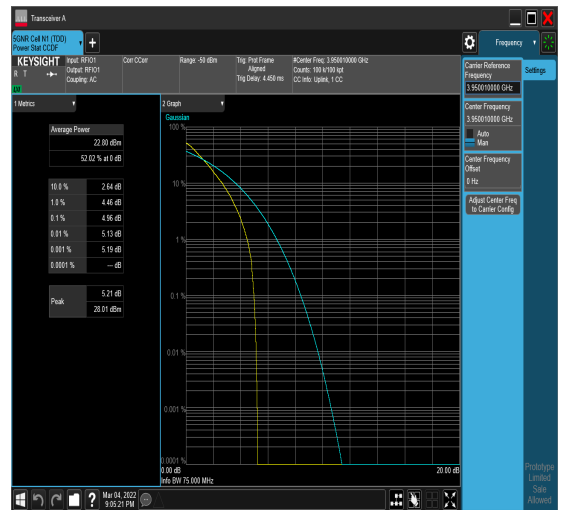 Transceiver A
5GNR Cell N1 (TDD)
Power Stat CCDF
Frequency
KEYSIGHT
R T
LXI
Input: RFIO1
Output: RFIO1
Coupling: AC
Corr CCorr
Range: -50 dBm
Trig: Prot Frame
Aligned
Trig Delay: 4.450 ms
#Center Freq: 3.950010000 GHz
Counts: 100 k/100 kpt
CC Info: Uplink, 1 CC
1 Metrics
Average Power
22.80 dBm
52.02 % at 0 dB
10.0 % 2.64 dB
1.0 % 4.46 dB
0.1 % 4.96 dB
0.01 % 5.13 dB
0.001 % 5.19 dB
0.0001 % --- dB
Peak
5.21 dB
28.01 dBm
2 Graph
Gaussian
100 %
10 %
1 %
0.1 %
0.01 %
0.001 %
0.0001 %
0.00 dB
20.00 dB
Info BW 75.000 MHz
Carrier Reference
Frequency
3.950010000 GHz
Center Frequency
3.950010000 GHz
Auto
Man
Center Frequency
Offset
0 Hz
Adjust Center Freq
to Carrier Config
Settings
Prototype
Limited
Sale
Allowed
Mar 04, 2022
9:05:21 PM